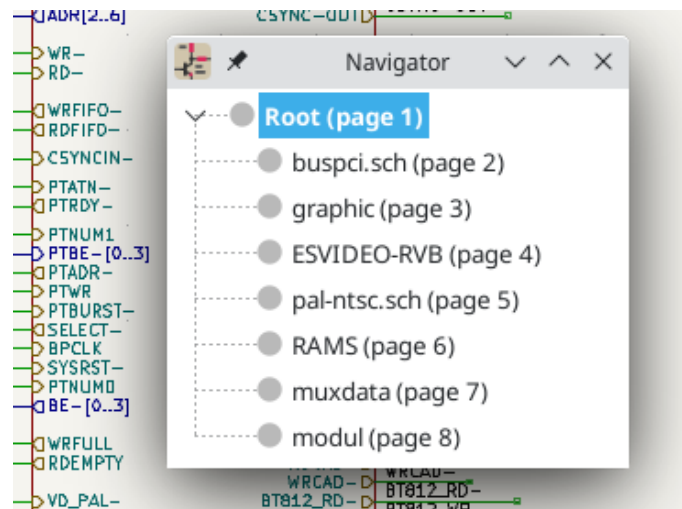 ADR[2..6]
CSYNC-OUT
WR-
RD-
Navigator
WRFIFO-
RDFIFO-
Root (page 1)
CSYNCIN-
buspci.sch (page 2)
PTATN-
PTRDY-
graphic (page 3)
PTNUM1
PTBE-[0..3]
ESVIDEO-RVB (page 4)
PTADR-
PTWR
pal-ntsc.sch (page 5)
PTBURST-
SELECT-
BPCLK
RAMS (page 6)
SYSRST-
PTNUM0
muxdata (page 7)
BE-[0..3]
modul (page 8)
WRFULL
RDEMPTY
WRCAD-
WRCAD-
BT812_RD-
BT812_RD-
VD_PAL-